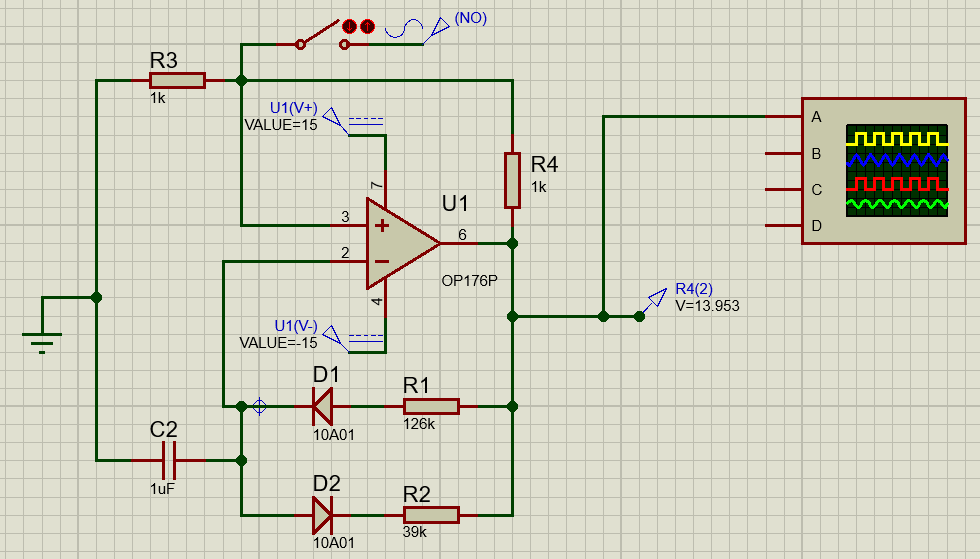 (NO)
R3
1k
U1(V+)
VALUE=15
A
B
C
D
R4
1k
7
U1
3
6
2
OP176P
4
R4(2)
V=13.953
U1(V-)
VALUE=-15
D1
R1
10A01
126k
C2
1uF
D2
R2
10A01
39k